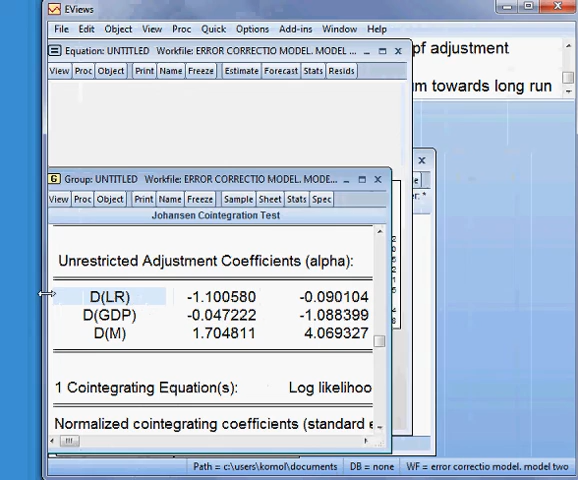 EViews
File Edit Object View Proc Quick Options Add-ins Window Help
Equation: UNTITLED Workfile: ERROR CORRECTIO MODEL. MODEL ...
View Proc Object Print Name Freeze Estimate Forecast Stats Resids
pf adjustment
um towards long run
Group: UNTITLED Workfile: ERROR CORRECTIO MODEL. MODE...
View Proc Object Print Name Freeze Sample Sheet Stats Spec
Johansen Cointegration Test
Unrestricted Adjustment Coefficients (alpha):
D(LR) -1.100580 -0.090104
D(GDP) -0.047222 -1.088399
D(M) 1.704811 4.069327
1 Cointegrating Equation(s): Log likelihoo
Normalized cointegrating coefficients (standard e
Path = c:\users\komol\documents DB = none WF = error correctio model. model two